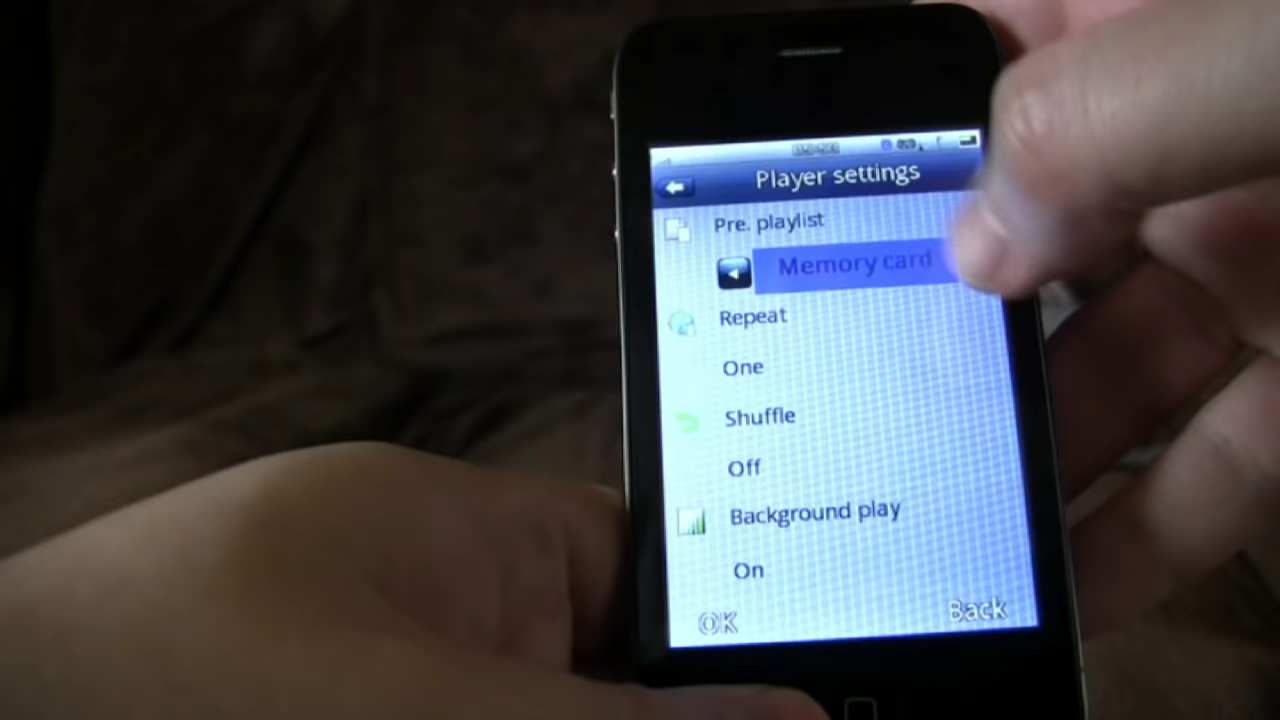 Player settings
Pre. playlist
Memory card
Repeat
One
Shuffle
Off
Background play
On
OK
Back